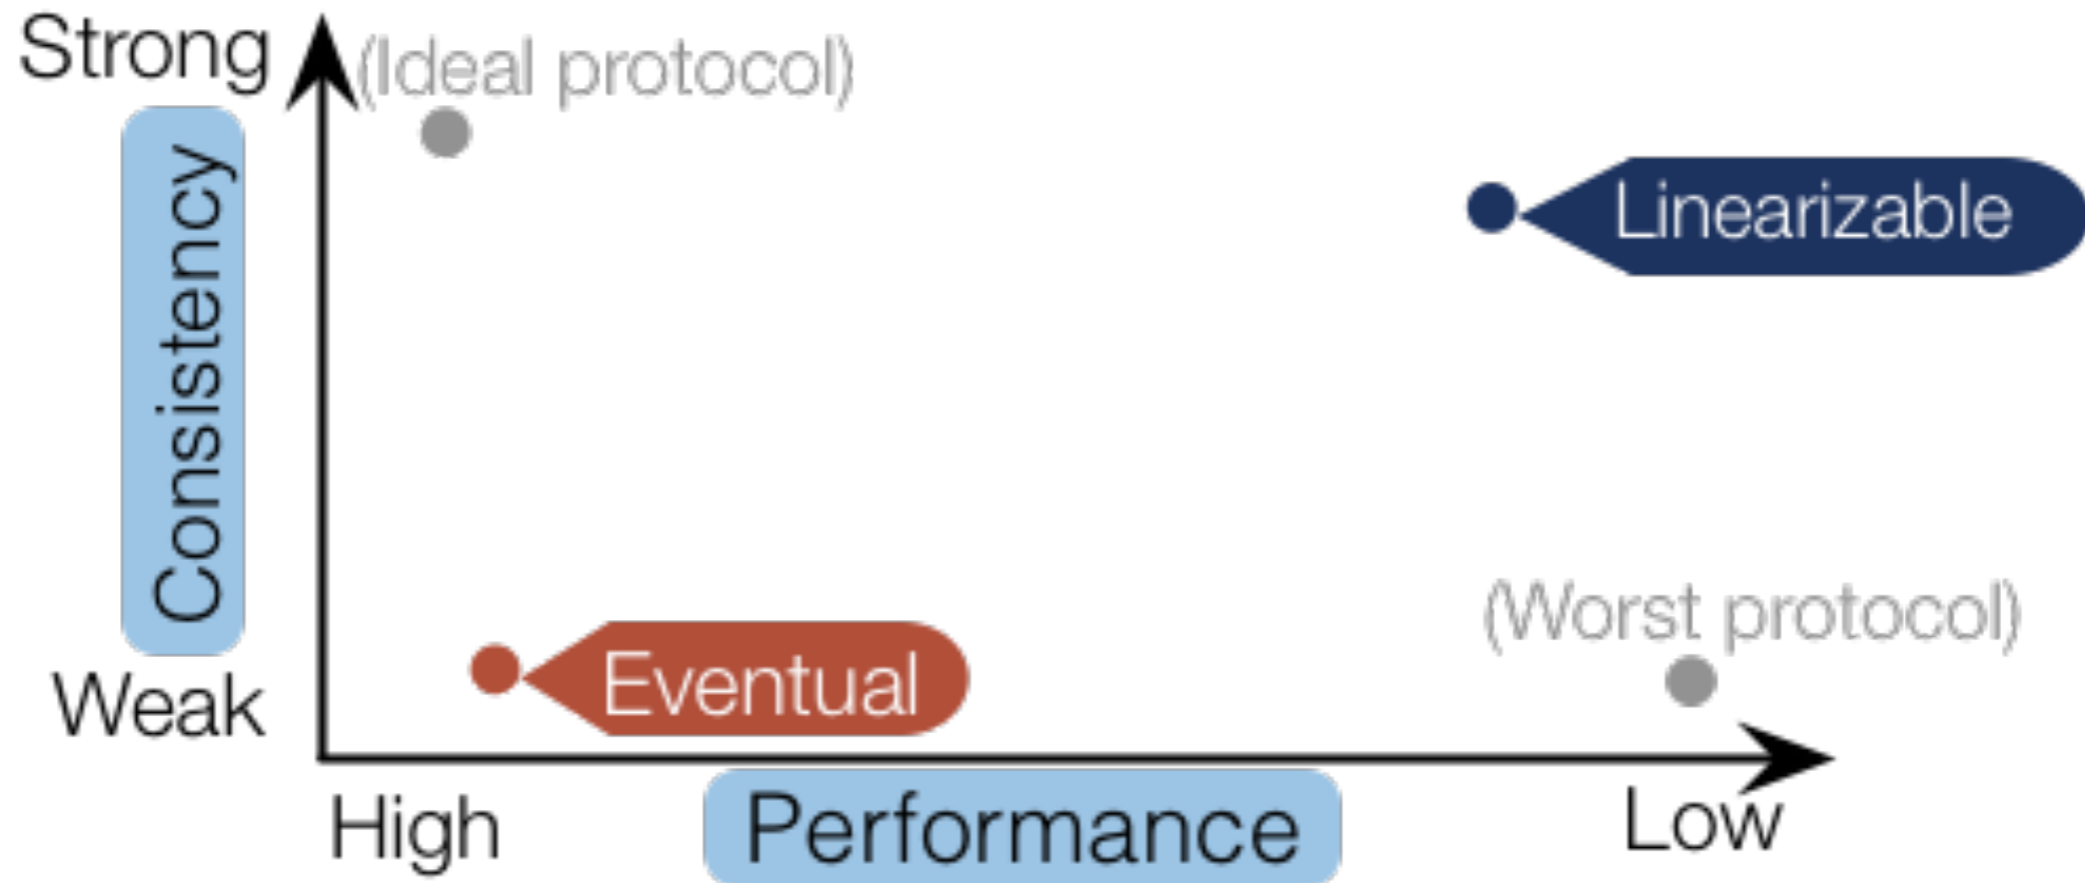 Strong
(Ideal protocol)
Consistency
Linearizable
(Worst protocol)
Eventual
Weak
High
Performance
Low